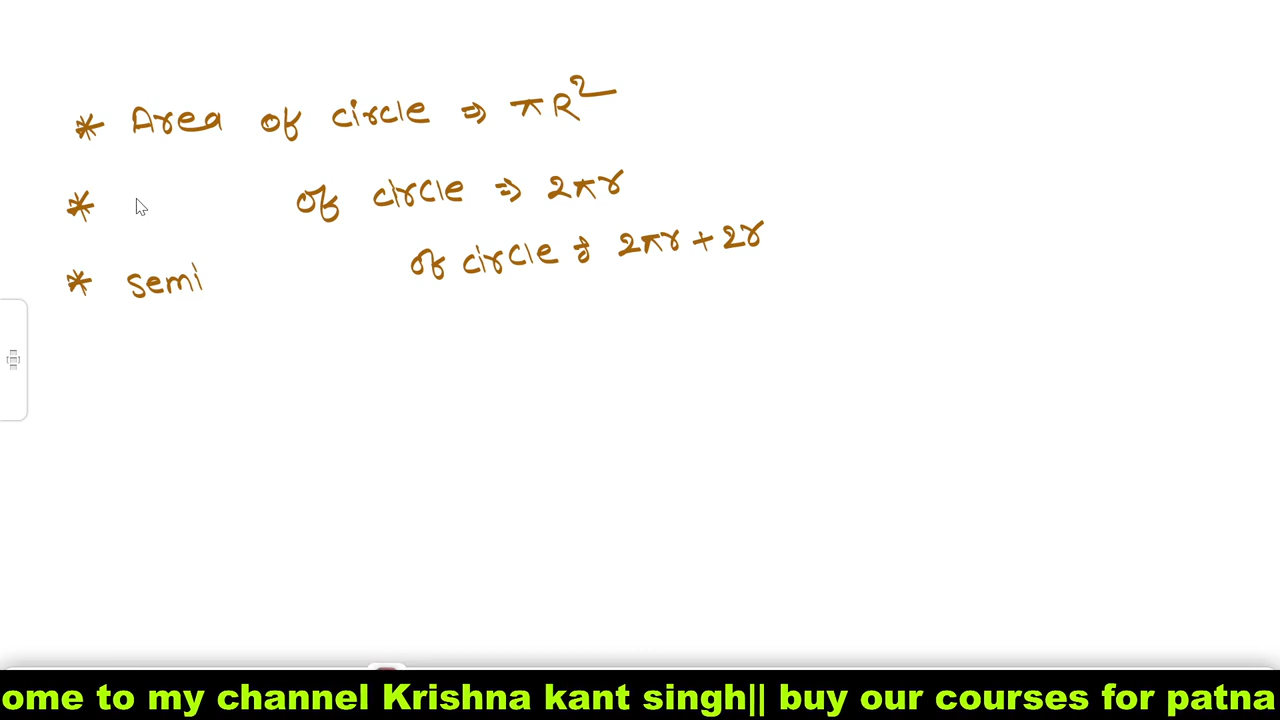 * Area of circle ⇒ πR²
* of circle ⇒ 2πr
* Semi of circle : 2πr + 2r
ome to my channel Krishna kant singh|| buy our courses for patna